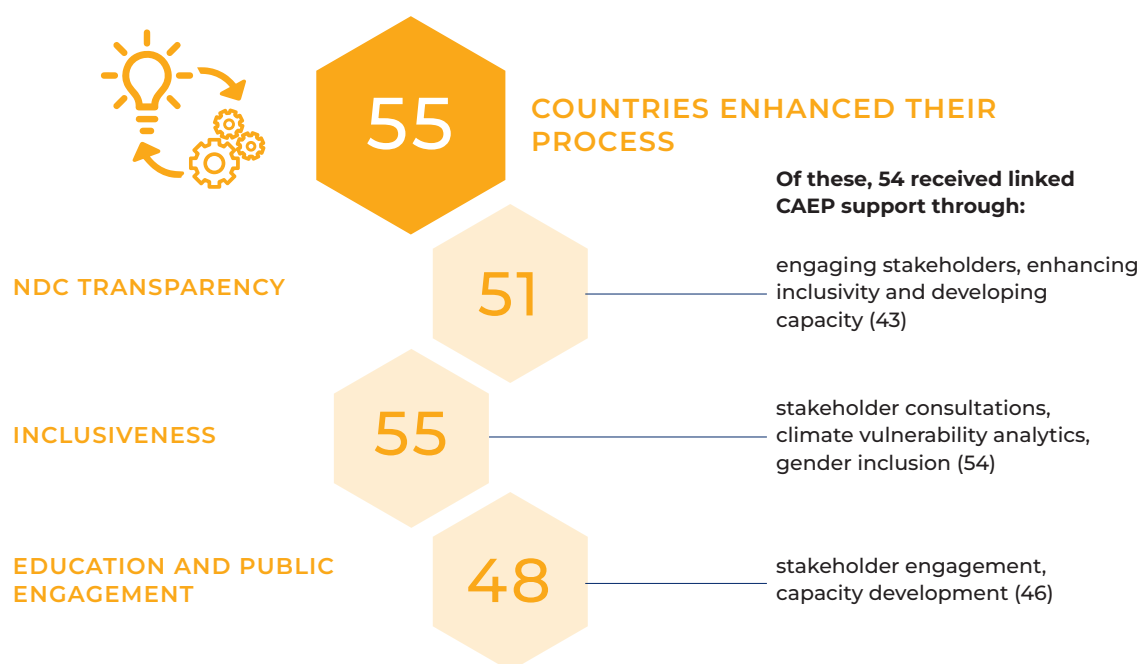 55
COUNTRIES ENHANCED THEIR
PROCESS
Of these, 54 received linked
CAEP support through:
NDC TRANSPARENCY
51
engaging stakeholders, enhancing
inclusivity and developing
capacity (43)
INCLUSIVENESS
55
stakeholder consultations,
climate vulnerability analytics,
gender inclusion (54)
EDUCATION AND PUBLIC
ENGAGEMENT
48
stakeholder engagement,
capacity development (46)